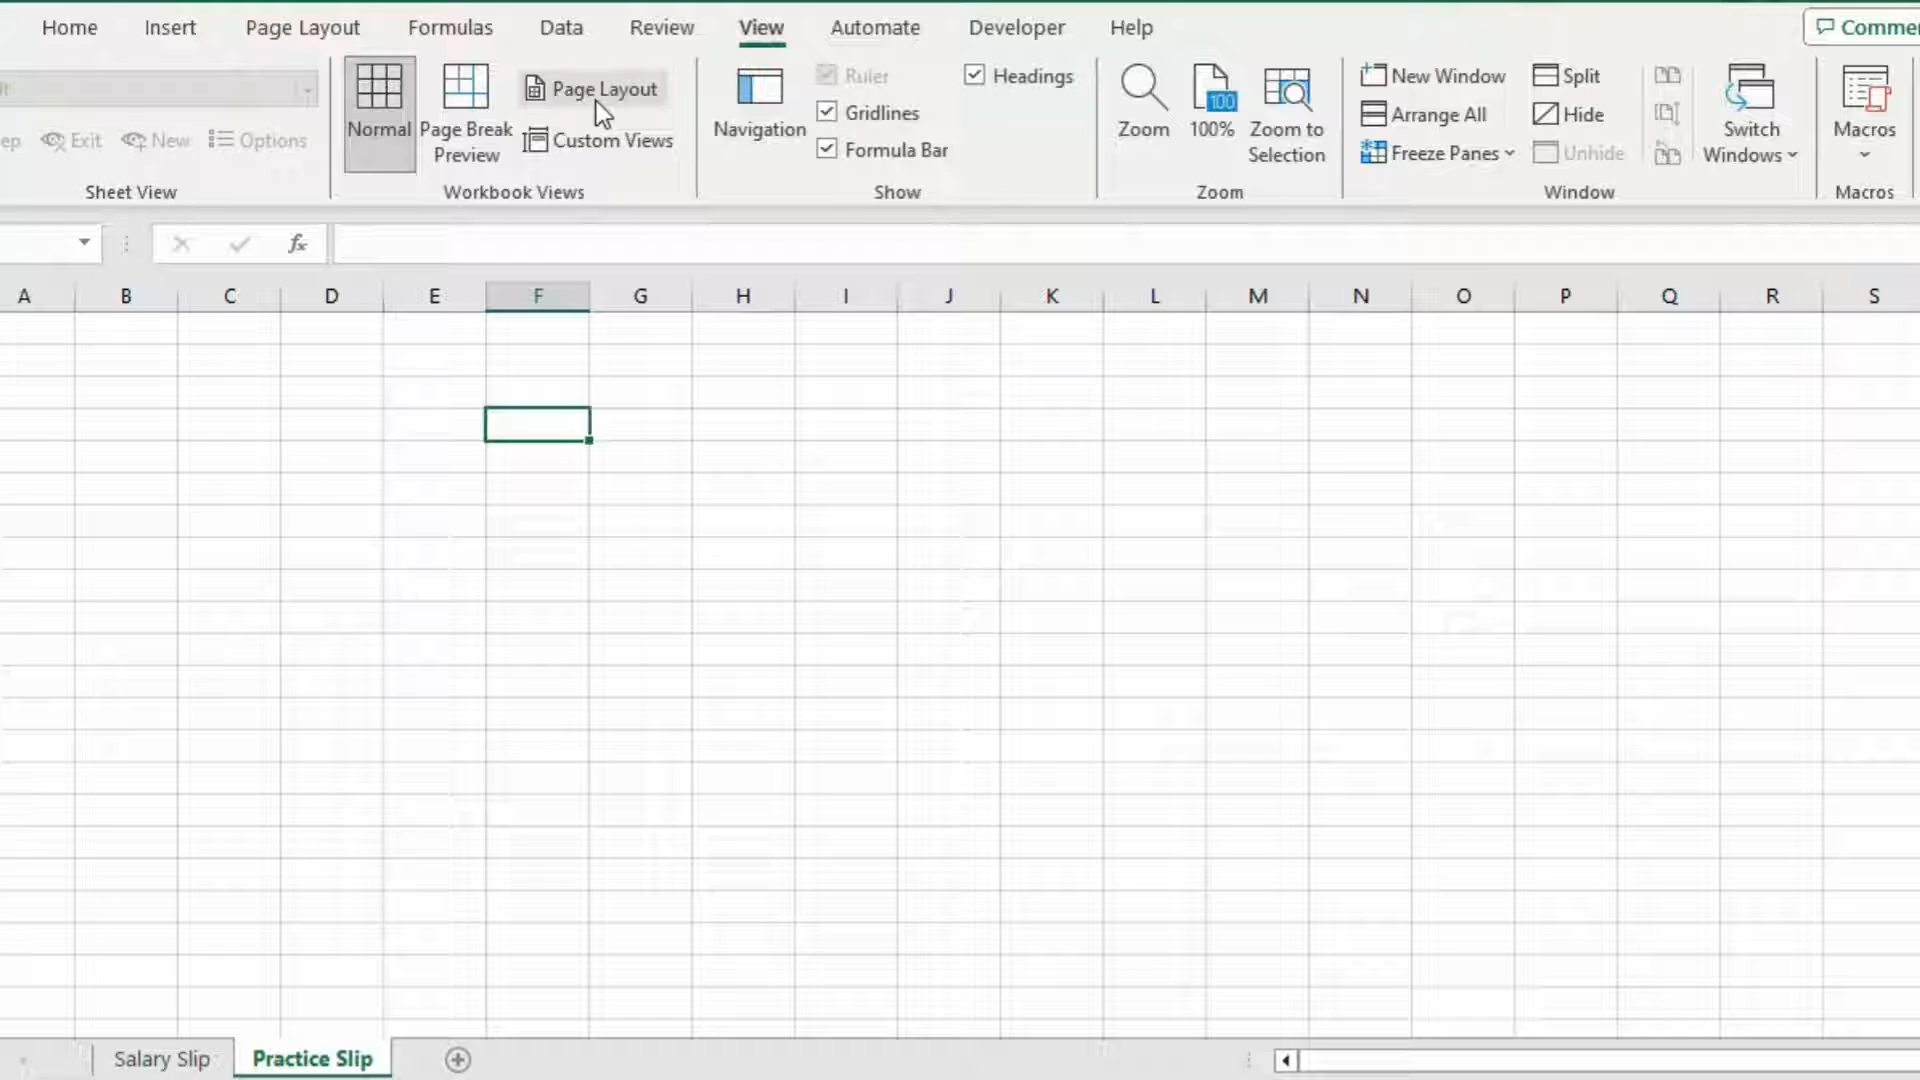 Home Insert Page Layout Formulas Data Review View Automate Developer Help
Normal
Page Break
Preview
Page Layout
Custom Views
Navigation
Ruler
Gridlines
Formula Bar
Headings
Zoom
100
100%
Zoom to
Selection
New Window
Arrange All
Freeze Panes
Split
Hide
Unhide
Switch
Windows
Macros
Exit New Options
Sheet View Workbook Views Show Zoom Window Macros
fx
A B C D E F G H I J K L M N O P Q R S
Salary Slip Practice Slip